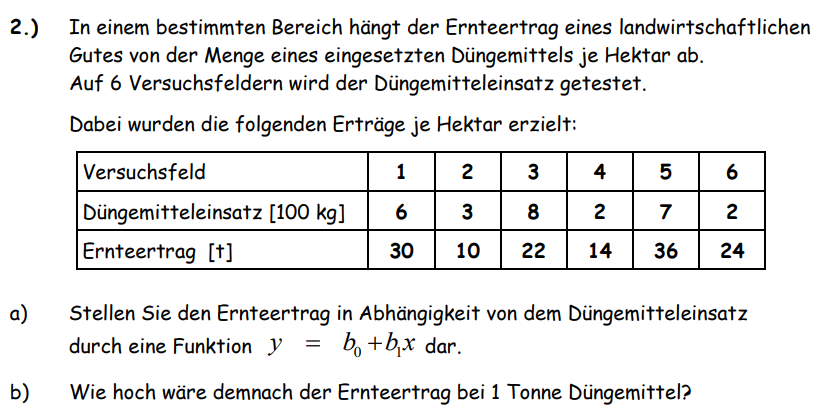 2.) In einem bestimmten Bereich hängt der Ernteertrag eines landwirtschaftlichen
Gutes von der Menge eines eingesetzten Düngemittels je Hektar ab.
Auf 6 Versuchsfeldern wird der Düngemitteleinsatz getestet.
Dabei wurden die folgenden Erträge je Hektar erzielt:
Versuchsfeld 1 2 3 4 5 6
Düngemitteleinsatz [100 kg] 6 3 8 2 7 2
Ernteertrag [t] 30 10 22 14 36 24
a) Stellen Sie den Ernteertrag in Abhängigkeit von dem Düngemitteleinsatz
durch eine Funktion y = b₀ + b₁x dar.
b) Wie hoch wäre demnach der Ernteertrag bei 1 Tonne Düngemittel?